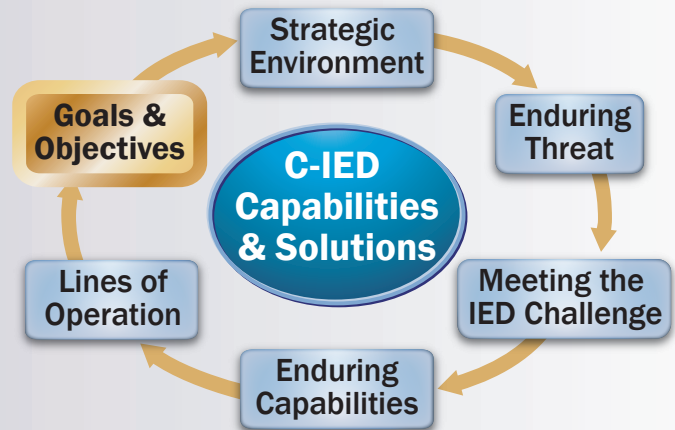 Strategic
Environment
Enduring
Threat
Meeting the
IED Challenge
Enduring
Capabilities
Lines of
Operation
Goals &
Objectives
C-IED
Capabilities
& Solutions